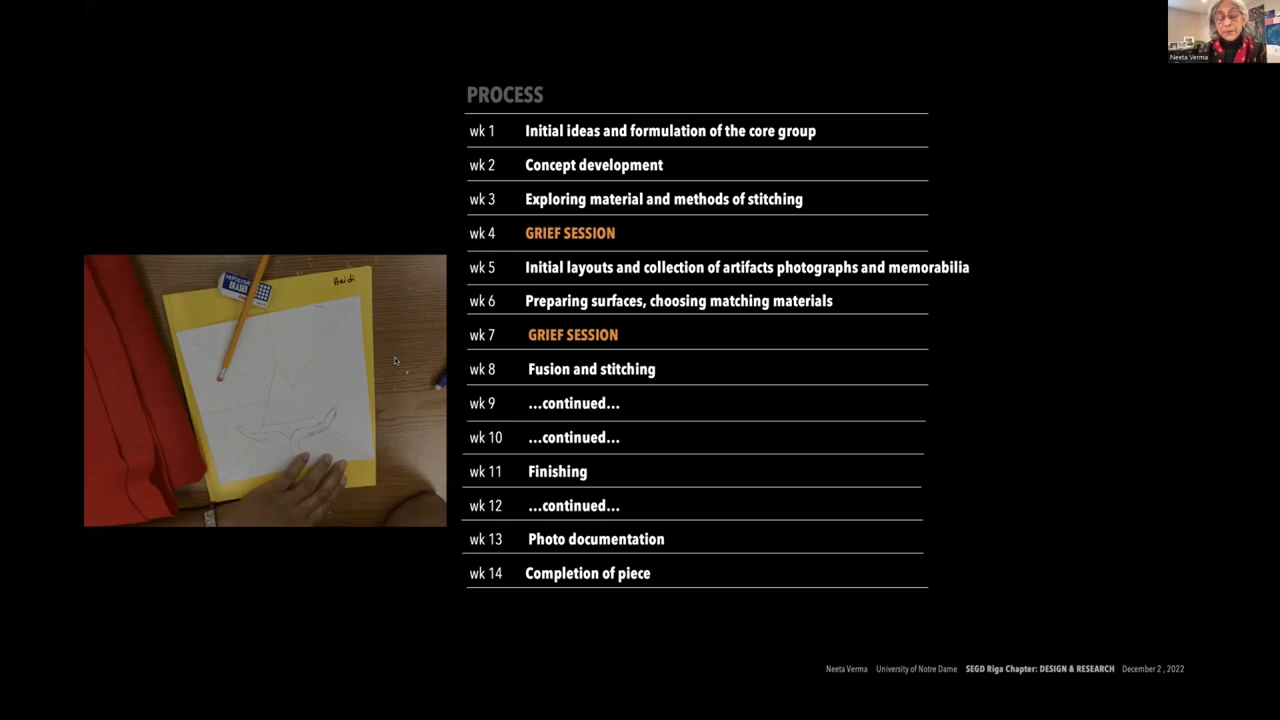 Neeta Verma
PROCESS
wk 1 Initial ideas and formulation of the core group
wk 2 Concept development
wk 3 Exploring material and methods of stitching
wk 4 GRIEF SESSION
wk 5 Initial layouts and collection of artifacts photographs and memorabilia
wk 6 Preparing surfaces, choosing matching materials
wk 7 GRIEF SESSION
wk 8 Fusion and stitching
wk 9 ...continued...
wk 10 ...continued...
wk 11 Finishing
wk 12 ...continued...
wk 13 Photo documentation
wk 14 Completion of piece
Heidi
HI-POLYMER
ERASER
Neeta Verma University of Notre Dame SEGD Riga Chapter: DESIGN & RESEARCH December 2 , 2022